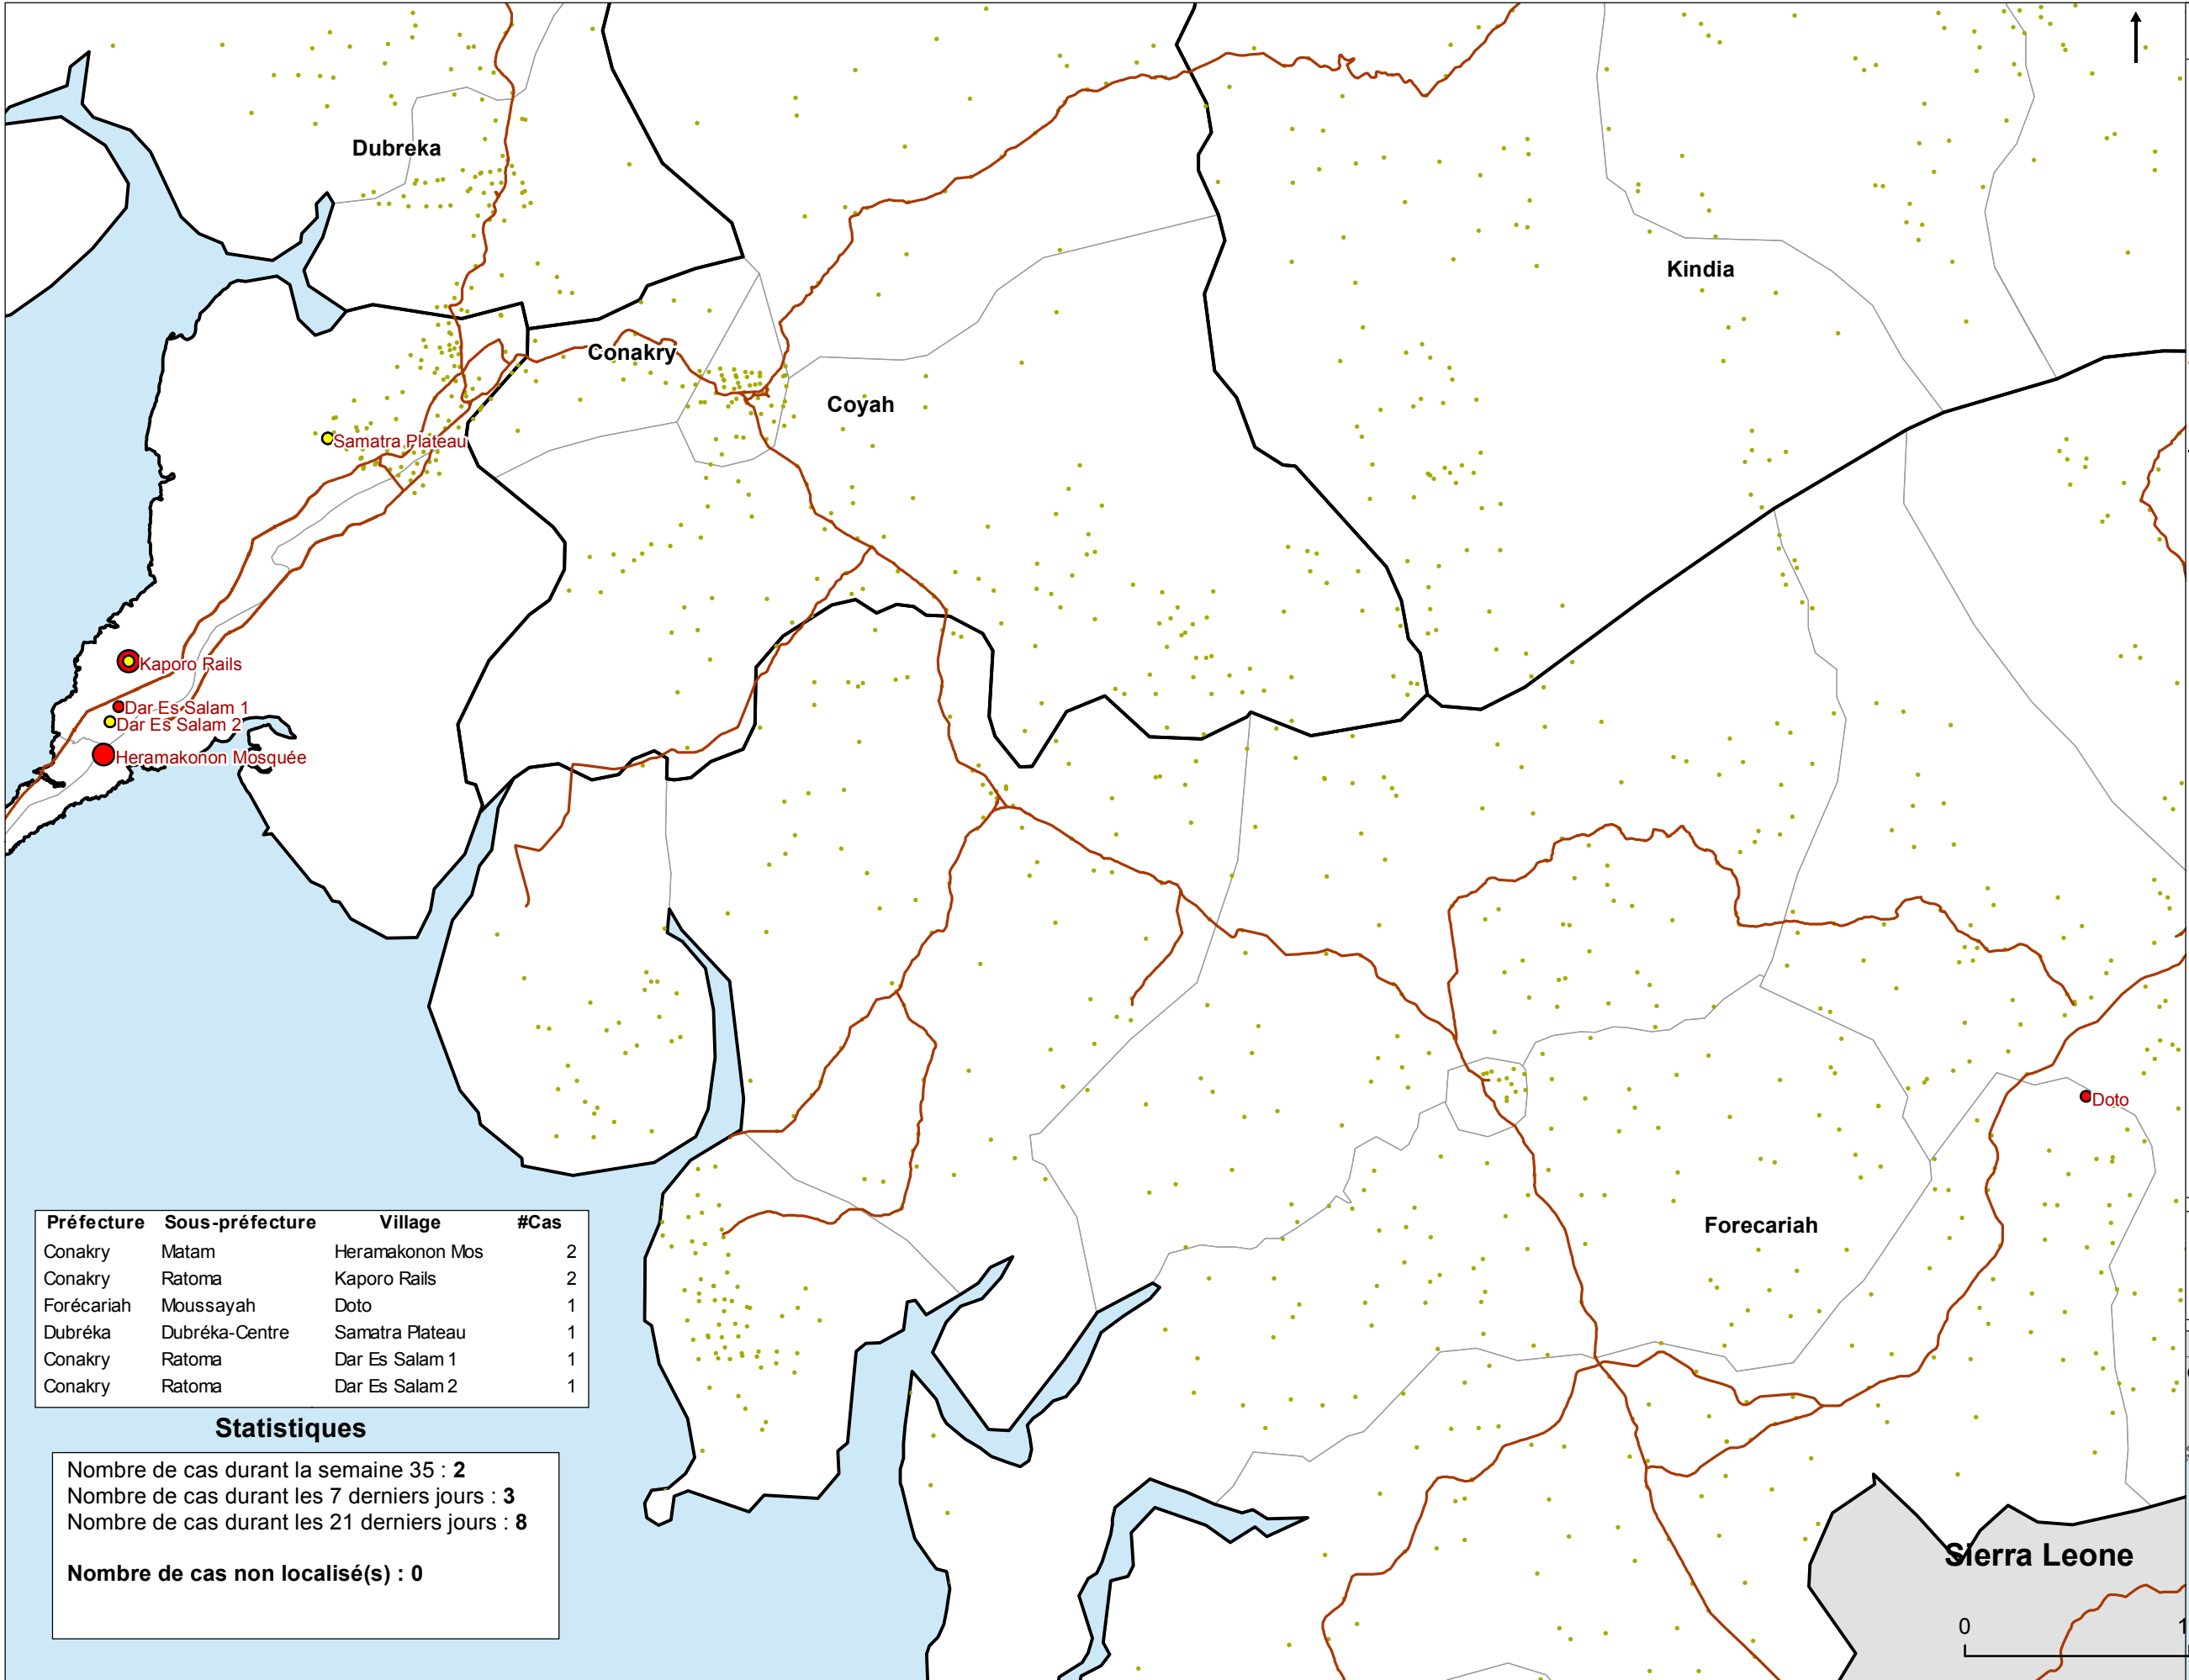 Dubreka
Kindia
Conakry
Coyah
Samatra Plateau
Kaporo Rails
Dar Es Salam 1
Dar Es Salam 2
Heramakonon Mosquée
Doto
Forecariah
Préfecture Sous-préfecture Village #Cas
Conakry Matam Heramakonon Mos 2
Conakry Ratoma Kaporo Rails 2
Forécariah Moussayah Doto 1
Dubréka Dubréka-Centre Samatra Plateau 1
Conakry Ratoma Dar Es Salam 1 1
Conakry Ratoma Dar Es Salam 2 1
Statistiques
Nombre de cas durant la semaine 35 : 2
Nombre de cas durant les 7 derniers jours : 3
Nombre de cas durant les 21 derniers jours : 8
Nombre de cas non localisé(s) : 0
Sierra Leone
0